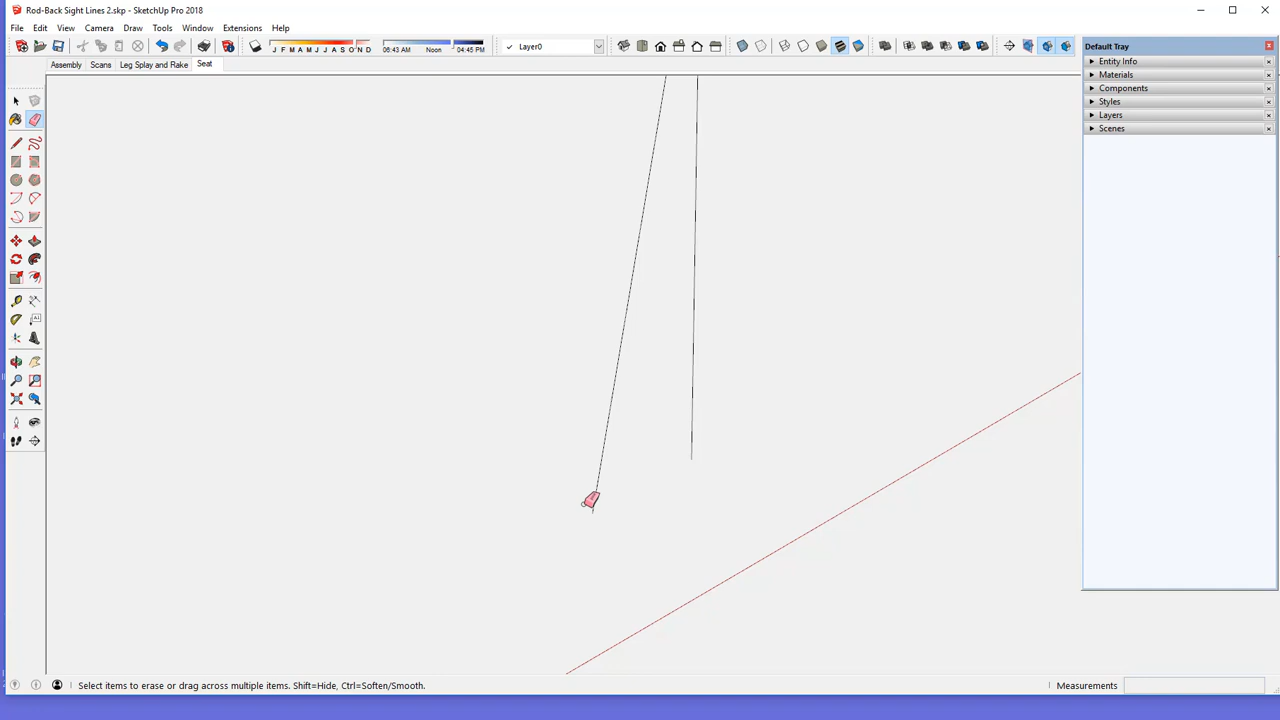 Rod-Back Sight Lines 2.skp - SketchUp Pro 2018
File Edit View Camera Draw Tools Window Extensions Help
J F M A M J J A S O N D 06:43 AM Noon 04:45 PM Layer0
Assembly Scans Leg Splay and Rake Seat
Default Tray
Entity Info
Materials
Components
Styles
Layers
Scenes
Select items to erase or drag across multiple items. Shift=Hide, Ctrl=Soften/Smooth. Measurements